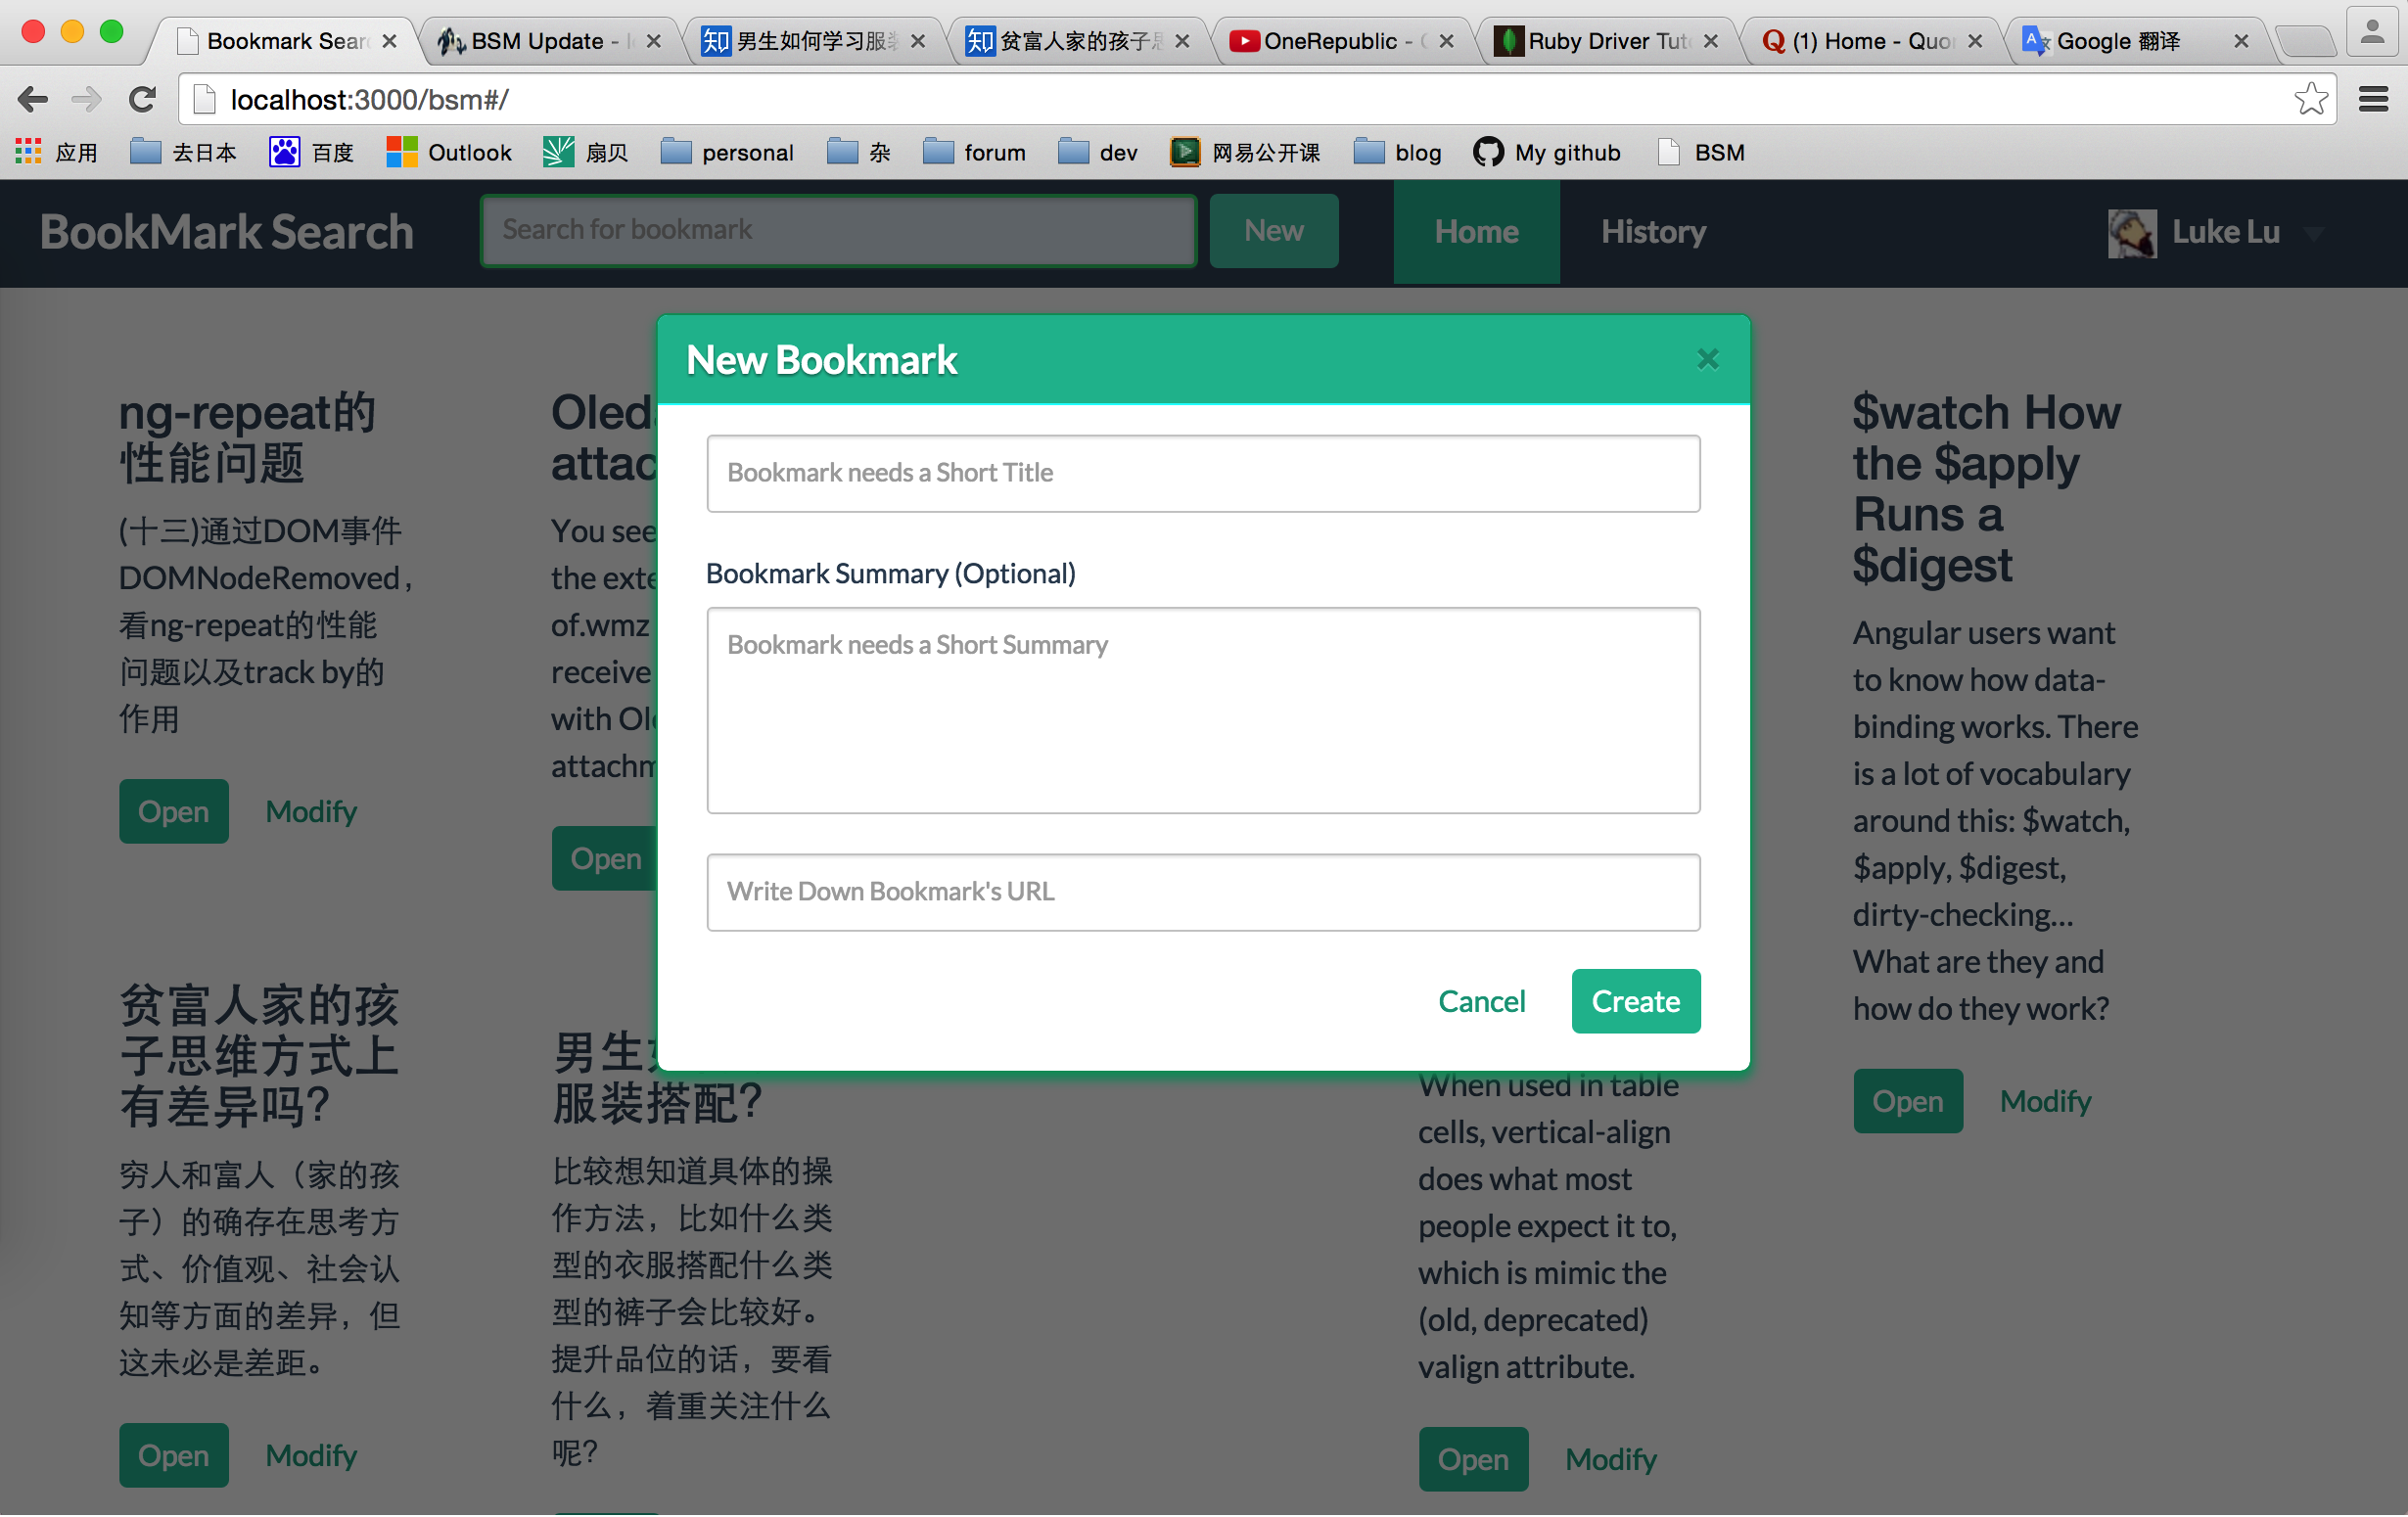 Bookmark Sear
BSM Update -
男生如何学习服装
贫富人家的孩子思
OneRepublic -
Ruby Driver Tut
(1) Home - Quo
Google 翻译
localhost:3000/bsm#/
应用
去日本
百度
Outlook
扇贝
personal
杂
forum
dev
网易公开课
blog
My github
BSM
BookMark Search
Search for bookmark
New
Home
History
Luke Lu
New Bookmark
Bookmark needs a Short Title
Bookmark Summary (Optional)
Bookmark needs a Short Summary
Write Down Bookmark's URL
Cancel
Create
ng-repeat的
性能问题
(十三)通过DOM事件
DOMNodeRemoved,
看ng-repeat的性能
问题以及track by的
作用
Open
Modify
Oled
attac
You see
the exte
of.wmz
receive
with Ol
attachm
Open
$watch How
the $apply
Runs a
$digest
Angular users want
to know how data-
binding works. There
is a lot of vocabulary
around this: $watch,
$apply, $digest,
dirty-checking...
What are they and
how do they work?
Open
Modify
贫富人家的孩
子思维方式上
有差异吗?
穷人和富人（家的孩
子）的确存在思考方
式、价值观、社会认
知等方面的差异，但
这未必是差距。
Open
Modify
男生
服装搭配?
比较想知道具体的操
作方法，比如什么类
型的衣服搭配什么类
型的裤子会比较好。
提升品位的话，要看
什么，着重关注什么
呢?
When used in table
cells, vertical-align
does what most
people expect it to,
which is mimic the
(old, deprecated)
valign attribute.
Open
Modify